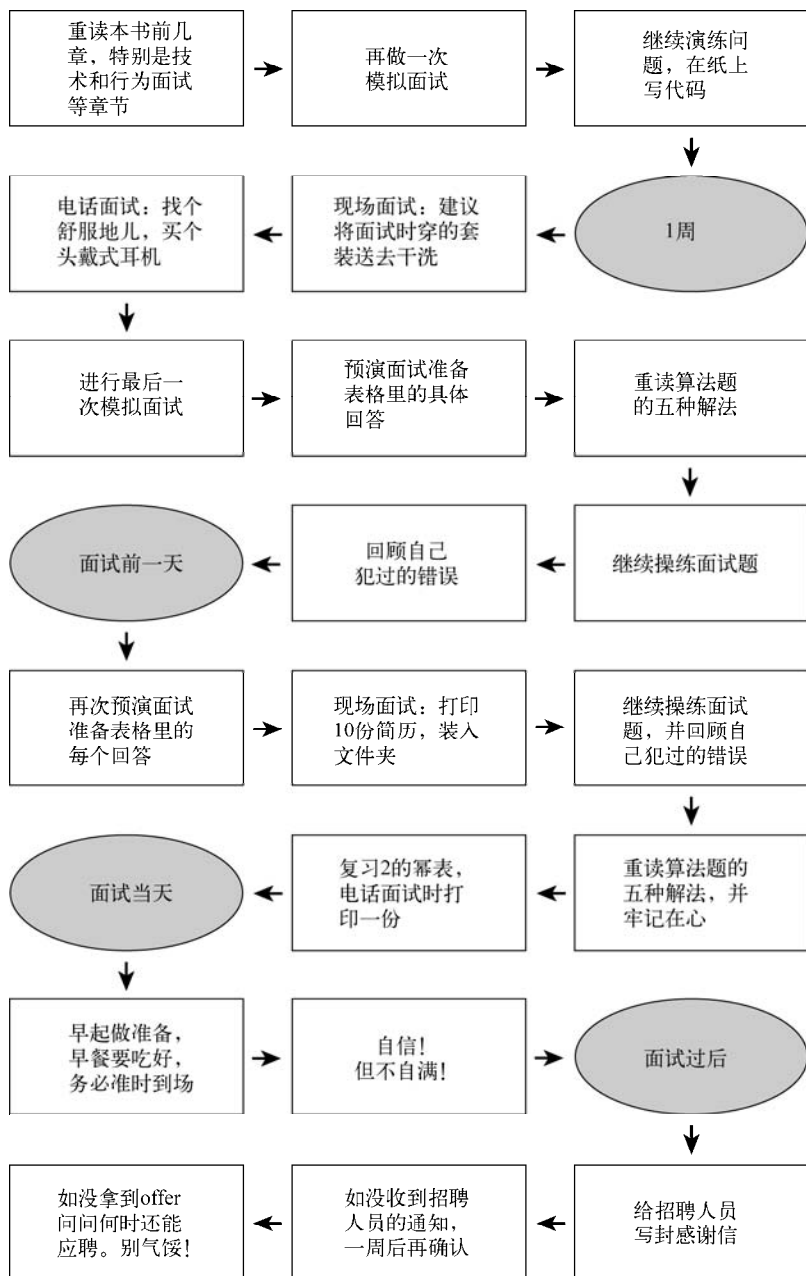 重读本书前几
章，特别是技
术和行为面试
等章节
再做一次
模拟面试
继续演练问
题，在纸上
写代码
1周
现场面试：建议
将面试时穿的套
装送去干洗
电话面试：找个
舒服地儿，买个
头戴式耳机
进行最后一
次模拟面试
预演面试准备
表格里的具体
回答
重读算法题
的五种解法
继续操练面试题
回顾自己
犯过的错误
面试前一天
再次预演面试
准备表格里的
每个回答
现场面试：打印
10份简历，装入
文件夹
继续操练面试
题，并回顾自
己犯过的错误
重读算法题的
五种解法，并
牢记在心
复习2的幂表，
电话面试时打
印一份
面试当天
早起做准备，
早餐要吃好，
务必准时到场
自信！
但不自满！
面试过后
给招聘人员
写封感谢信
如没收到招聘
人员的通知，
一周后再确认
如没拿到offer
问问何时还能
应聘。别气馁！